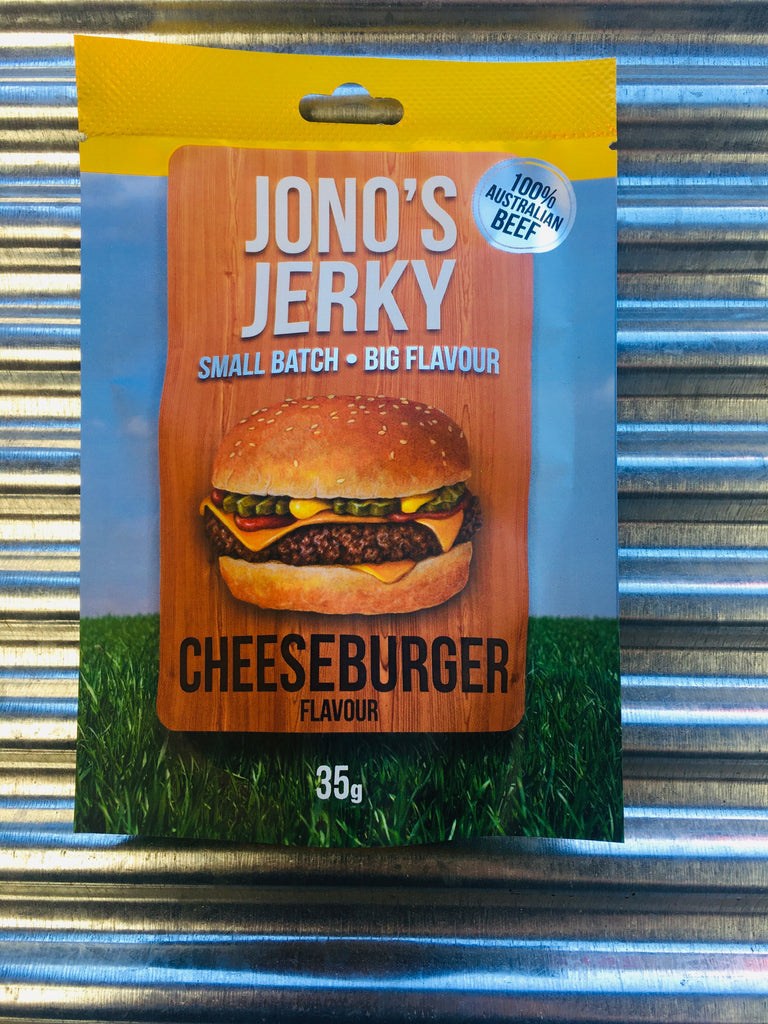 JONO'S
JERKY
SMALL BATCH • BIG FLAVOUR
100%
AUSTRALIAN
BEEF
CHEESEBURGER
FLAVOUR
35g